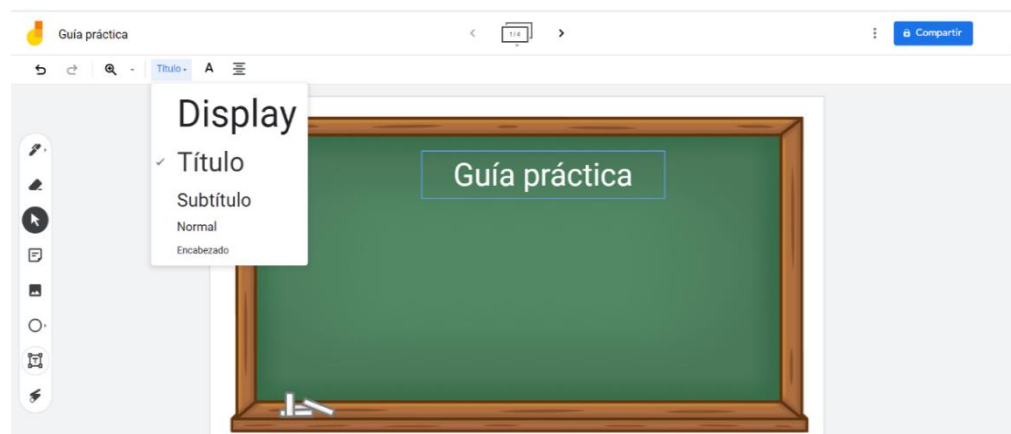 Guía práctica
1/4
Compartir
Título
A
Display
Título
Subtítulo
Normal
Encabezado
Guía práctica
T